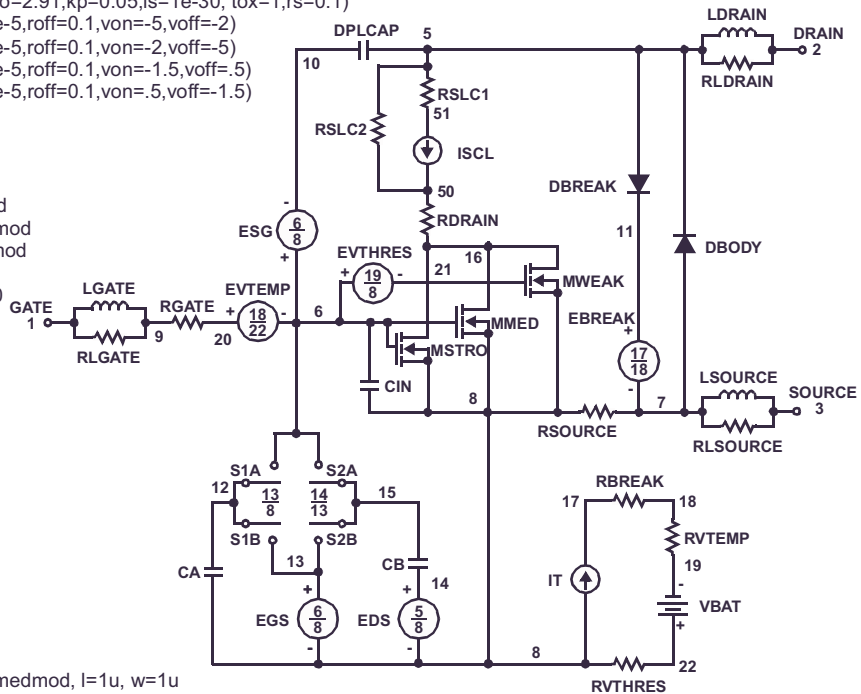 o=2.91,kp=0.05,is=1e-30, tox=1,rs=0.1)
e-5,roff=0.1,von=-5,voff=-2)
e-5,roff=0.1,von=-2,voff=-5)
e-5,roff=0.1,von=-1.5,voff=.5)
e-5,roff=0.1,von=.5,voff=-1.5)
LDRAIN
DPLCAP 5
DRAIN
2
10
RLDRAIN
RSLC1
51
RSLC2
ISCL
DBREAK
50
d
mod
mod
-
ESG 6/8
+
RDRAIN
11
DBODY
EVTHRES
+ 19/8 -
16
21
MWEAK
LGATE
GATE
1
RGATE
EVTEMP
+ 18/22 -
6
MMED
EBREAK
+
17/18
-
9
20
RLGATE
MSTRO
CIN
LSOURCE
SOURCE
3
8
7
RSOURCE
RLSOURCE
S1A
S2A
12
13/8
14/13
15
S1B
S2B
RBREAK
17
18
RVTEMP
13
CA
CB
14
IT
19
-
VBAT
+
+
EGS 6/8
-
+
EDS 5/8
-
8
22
RVTHRES
medmod, l=1u, w=1u